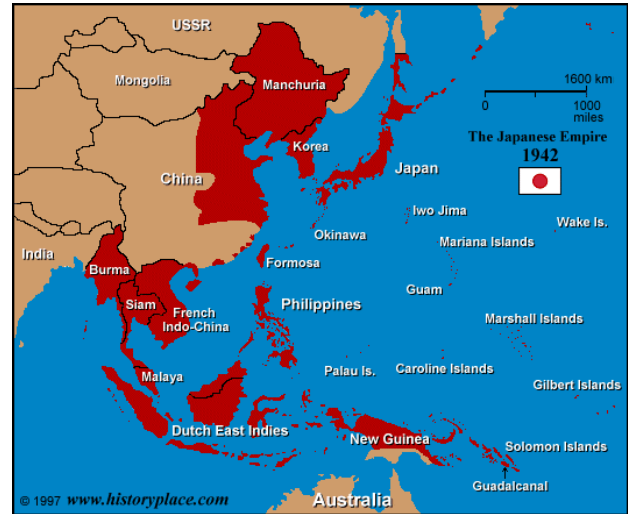 USSR
Mongolia
Manchuria
1600 km
0
1000
miles
The Japanese Empire
1942
Korea
Japan
China
Iwo Jima
Wake Is.
Okinawa
Mariana Islands
India
Formosa
Burma
Guam
Siam
French
Indo-China
Philippines
Marshall Islands
Malaya
Palau Is.
Caroline Islands
Gilbert Islands
Dutch East Indies
New Guinea
Solomon Islands
Guadalcanal
© 1997 www.historyplace.com
Australia